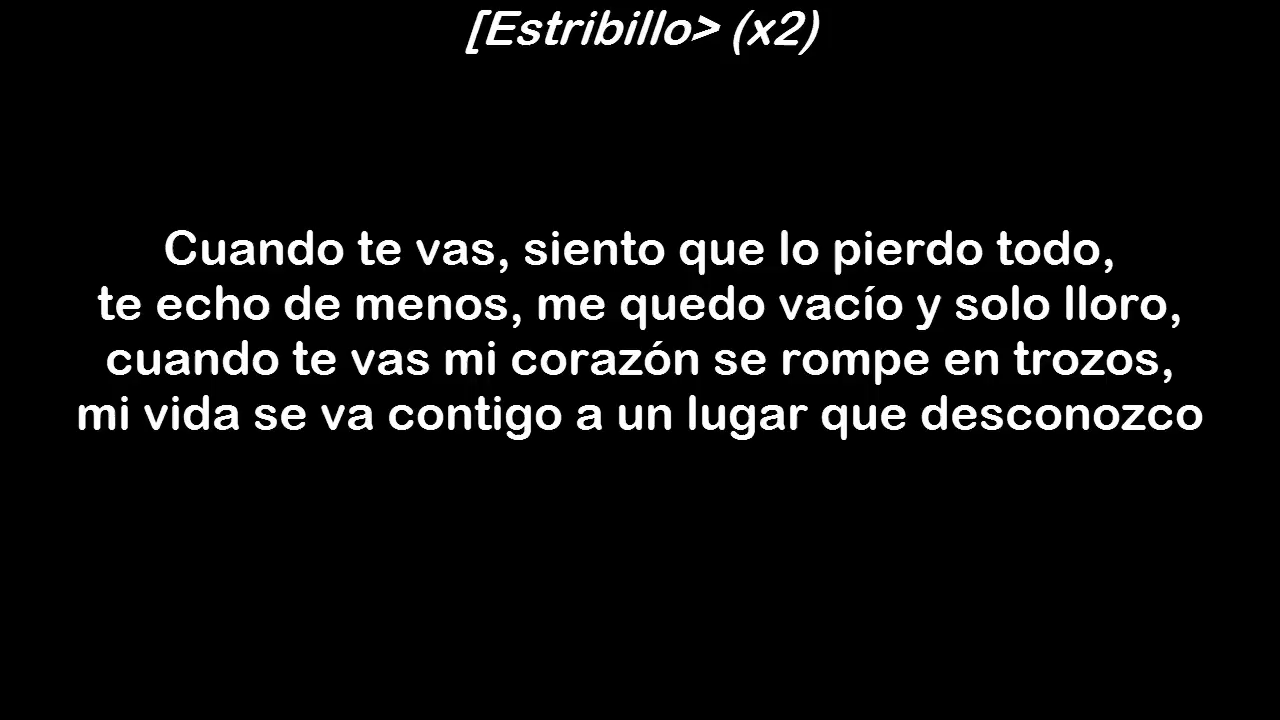 [Estribillo> (x2)
Cuando te vas, siento que lo pierdo todo,
te echo de menos, me quedo vacío y solo lloro,
cuando te vas mi corazón se rompe en trozos,
mi vida se va contigo a un lugar que desconozco